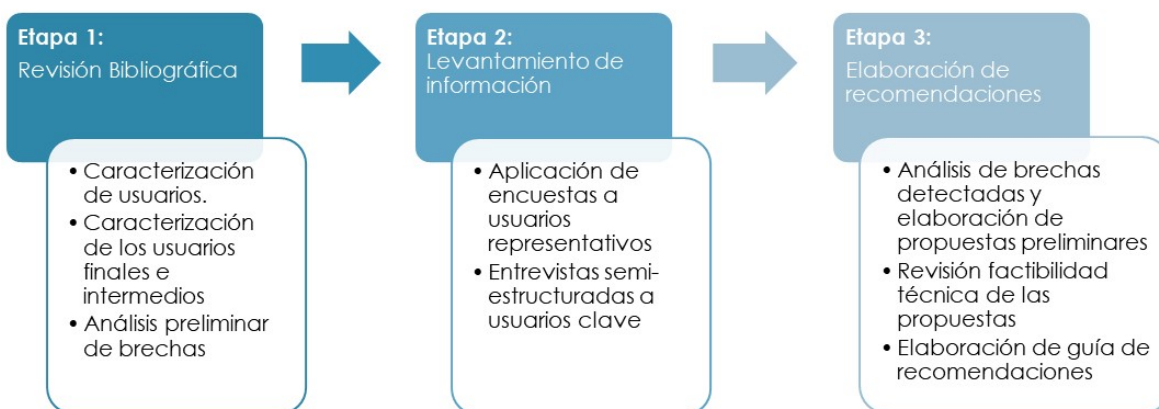 Etapa 1:
Revisión Bibliográfica
• Caracterización
de usuarios.
• Caracterización
de los usuarios
finales e
intermedios
• Análisis preliminar
de brechas
Etapa 2:
Levantamiento de
información
• Aplicación de
encuestas a
usuarios
representativos
• Entrevistas semi-
estructuradas a
usuarios clave
Etapa 3:
Elaboración de
recomendaciones
• Análisis de brechas
detectadas y
elaboración de
propuestas preliminares
• Revisión factibilidad
técnica de las
propuestas
• Elaboración de guía de
recomendaciones